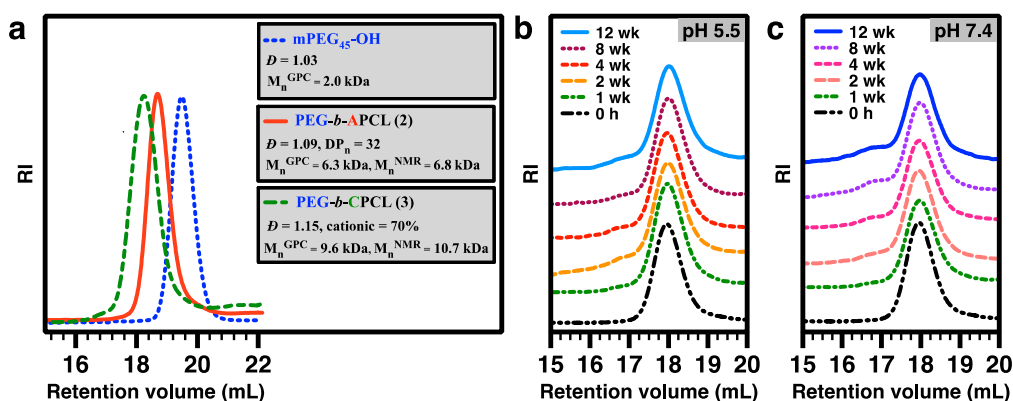 a
mPEG45-OH
Đ = 1.03
MnGPC = 2.0 kDa
PEG-b-APCL (2)
Đ = 1.09, DPn = 32
MnGPC = 6.3 kDa, MnNMR = 6.8 kDa
PEG-b-CPCL (3)
Đ = 1.15, cationic = 70%
MnGPC = 9.6 kDa, MnNMR = 10.7 kDa
RI
16 18 20 22
Retention volume (mL)
b
pH 5.5
12 wk
8 wk
4 wk
2 wk
1 wk
0 h
RI
15 16 17 18 19 20
Retention volume (mL)
c
pH 7.4
12 wk
8 wk
4 wk
2 wk
1 wk
0 h
RI
15 16 17 18 19 20
Retention volume (mL)